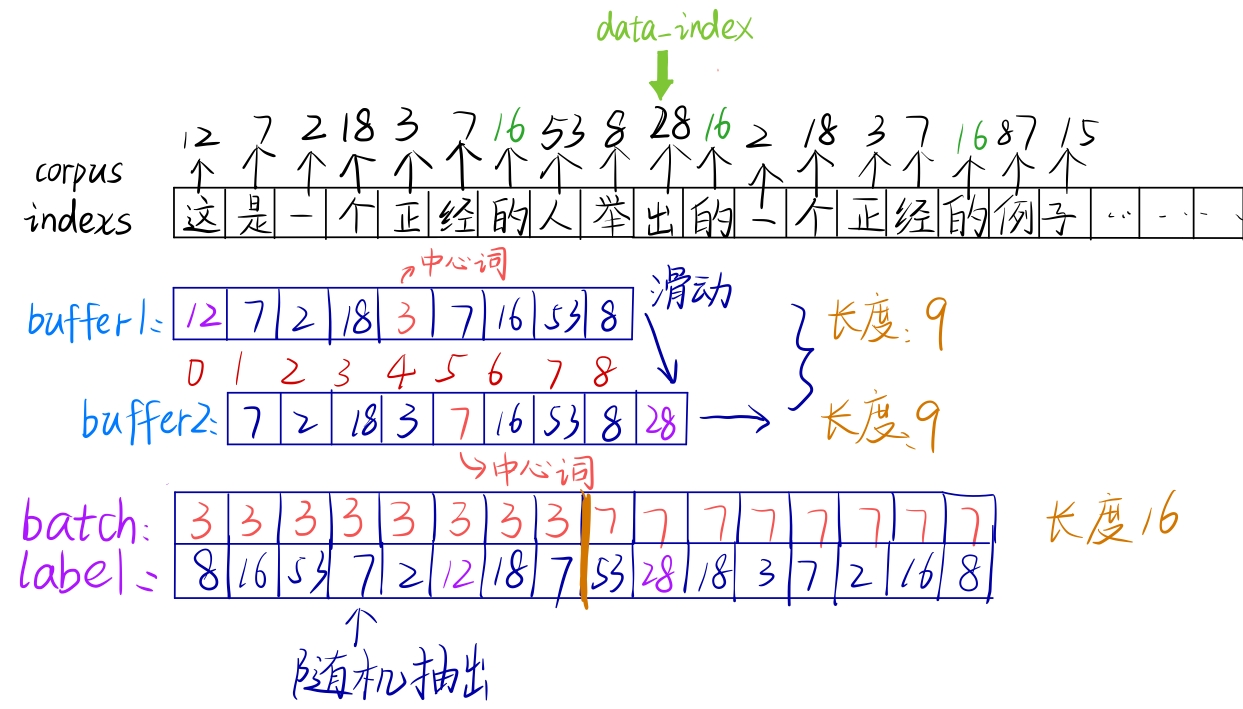 data_index
12 7 2 18 3 7 16 53 8 28 16 2 18 3 7 16 87 15
corpus
indexs 这 是 一 个 正 经 的 人 举 出 的 一 个 正 经 的 例 子 ... ... .
中心词
buffer1: 12 7 2 18 3 7 16 53 8 滑动 长度: 9
0 1 2 3 4 5 6 7 8
buffer2: 7 2 18 3 7 16 53 8 28 长度: 9
中心词
batch: 3 3 3 3 3 3 3 3 7 7 7 7 7 7 7 7 长度16
label: 8 16 53 7 2 12 18 7 53 28 18 3 7 2 16 8
随机抽出